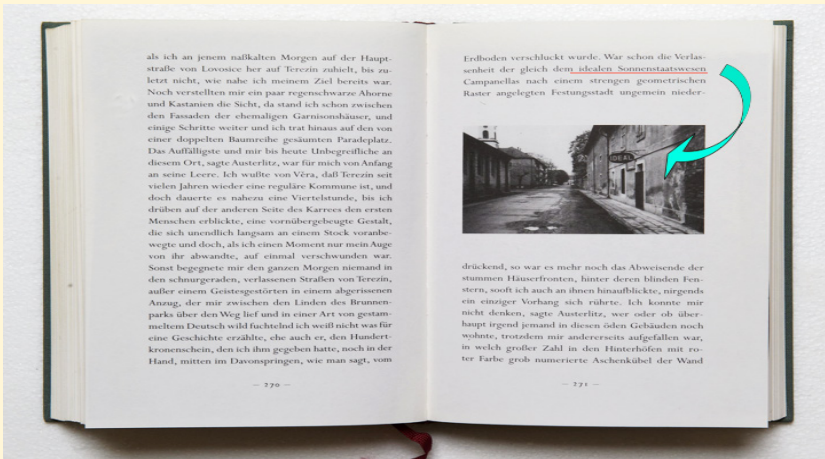 als ich an jenem naßkalten Morgen auf der Haupt-
straße von Lovosice her auf Terezín zuhielt, bis zu-
letzt nicht, wie nahe ich meinem Ziel bereits war.
Noch verstellten mir ein paar regenschwarze Ahorne
und Kastanien die Sicht, da stand ich schon zwischen
den Fassaden der ehemaligen Garnisonshäuser, und
einige Schritte weiter und ich trat hinaus auf den von
einer doppelten Baumreihe gesäumten Paradeplatz.
Das Auffälligste und mir bis heute Unbegreifliche an
diesem Ort, sagte Austerlitz, war für mich von Anfang
an seine Leere. Ich wußte von Věra, daß Terezín seit
vielen Jahren wieder eine reguläre Kommune ist, und
doch dauerte es nahezu eine Viertelstunde, bis ich
drüben auf der anderen Seite des Karrees den ersten
Menschen erblickte, eine vornübergebeugte Gestalt,
die sich unendlich langsam an einem Stock voranbe-
wegte und doch, als ich einen Moment nur mein Auge
von ihr abwandte, auf einmal verschwunden war.
Sonst begegnete mir den ganzen Morgen niemand in
den schnurgeraden, verlassenen Straßen von Terezín,
außer einem Geistesgestörten in einem abgerissenen
Anzug, der mir zwischen den Linden des Brunnen-
parks über den Weg lief und in einer Art von gestam-
meltem Deutsch wild fuchtelnd ich weiß nicht was für
eine Geschichte erzählte, ehe auch er, den Hundert-
kronenschein, den ich ihm gegeben hatte, noch in der
Hand, mitten im Davonspringen, wie man sagt, vom
— 270 —
Erdboden verschluckt wurde. War schon die Verlas-
senheit der gleich dem idealen Sonnenstaatswesen
Campanellas nach einem strengen geometrischen
Raster angelegten Festungsstadt ungemein nieder-
IDEAL
drückend, so war es mehr noch das Abweisende der
stummen Häuserfronten, hinter deren blinden Fen-
stern, sooft ich auch an ihnen hinaufblickte, nirgends
ein einziger Vorhang sich rührte. Ich konnte mir
nicht denken, sagte Austerlitz, wer oder ob über-
haupt irgend jemand in diesen öden Gebäuden noch
wohnte, trotzdem mir andererseits aufgefallen war,
in welch großer Zahl in den Hinterhöfen mit ro-
ter Farbe grob numerierte Aschenkübel der Wand
— 271 —